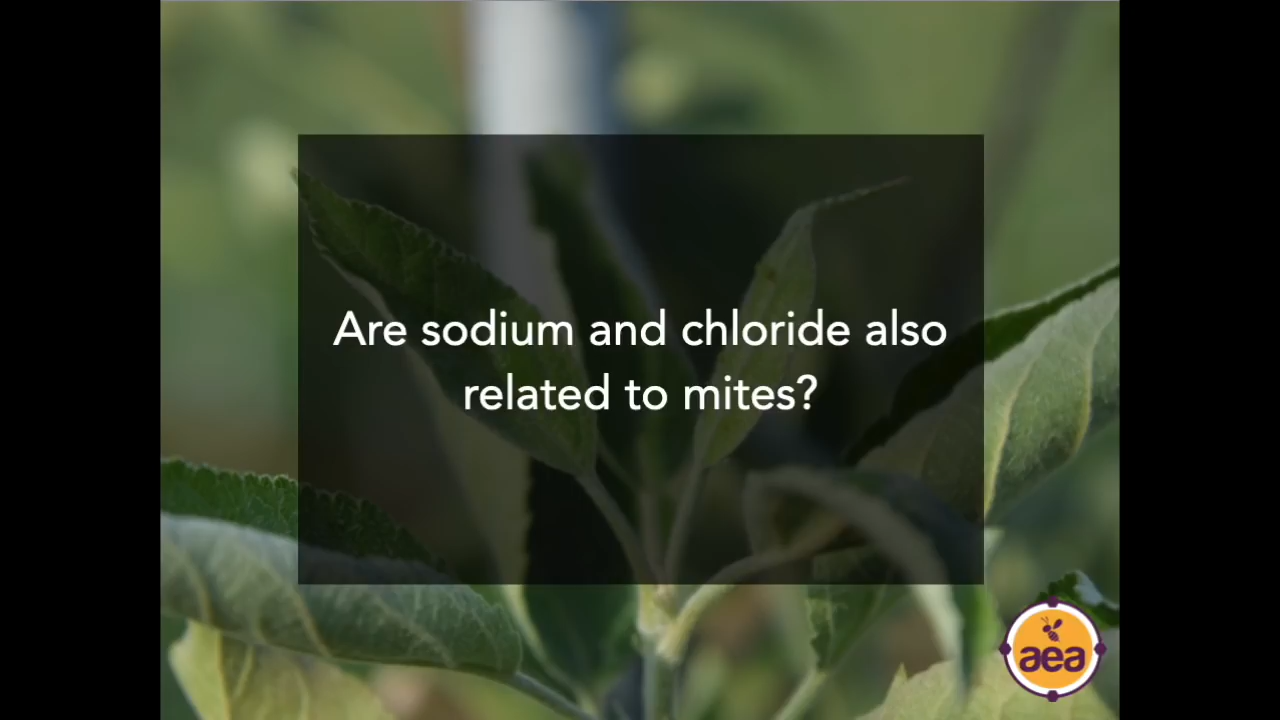 Are sodium and chloride also
related to mites?
aea